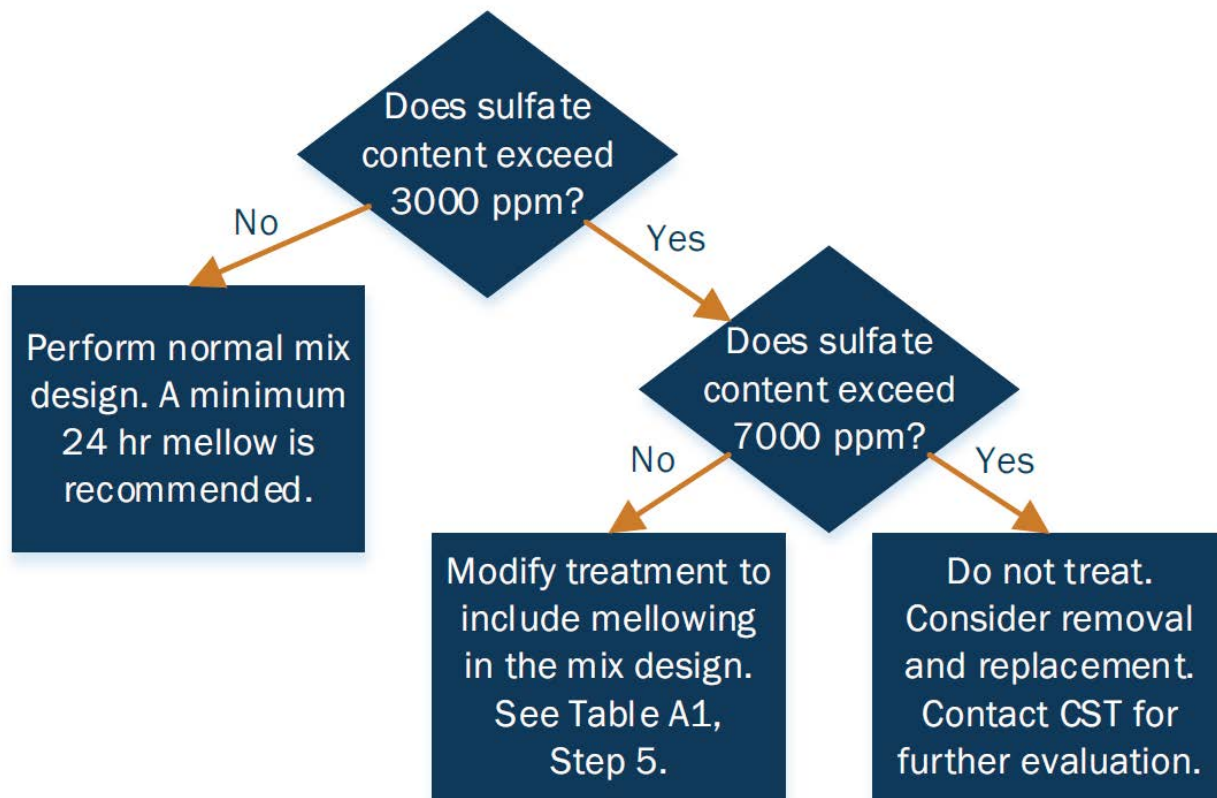 Does sulfate
content exceed
3000 ppm?
No
Yes
Perform normal mix
design. A minimum
24 hr mellow is
recommended.
Does sulfate
content exceed
7000 ppm?
No
Yes
Modify treatment to
include mellowing
in the mix design.
See Table A1,
Step 5.
Do not treat.
Consider removal
and replacement.
Contact CST for
further evaluation.